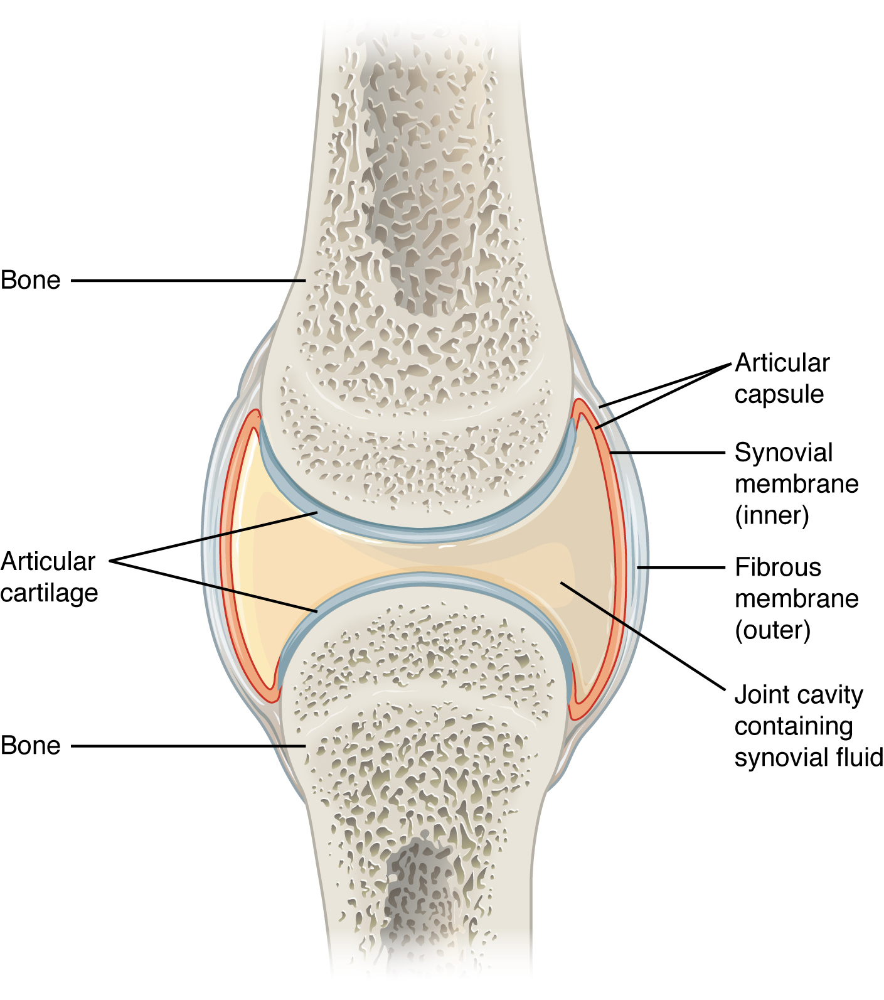 Bone
Articular
capsule
Synovial
membrane
(inner)
Articular
cartilage
Fibrous
membrane
(outer)
Joint cavity
containing
synovial fluid
Bone